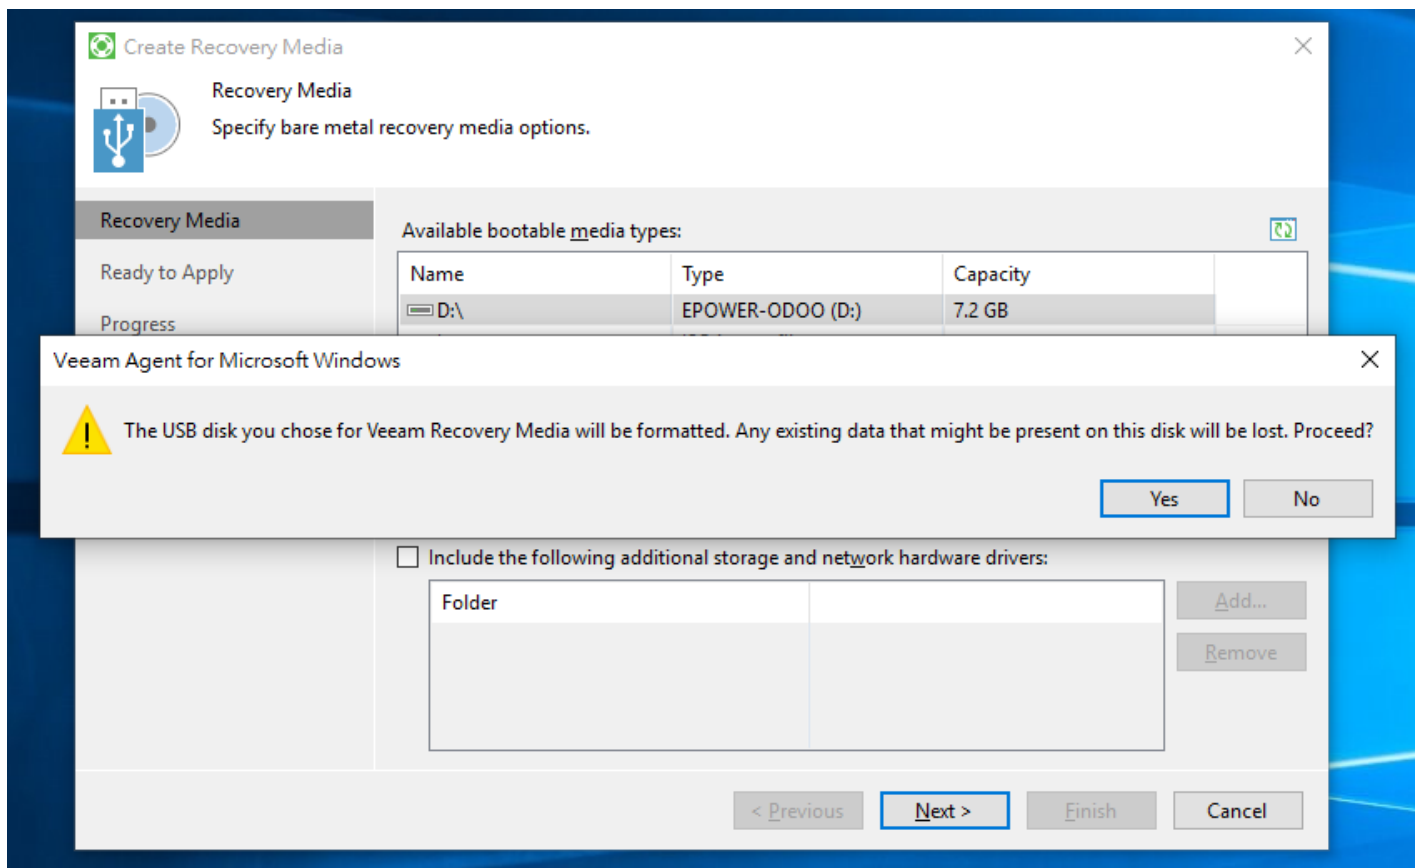 Create Recovery Media
Recovery Media
Specify bare metal recovery media options.
Recovery Media
Ready to Apply
Progress
Available bootable media types:
Name Type Capacity
D:\ EPOWER-ODOO (D:) 7.2 GB
Veeam Agent for Microsoft Windows
The USB disk you chose for Veeam Recovery Media will be formatted. Any existing data that might be present on this disk will be lost. Proceed?
Yes No
Include the following additional storage and network hardware drivers:
Folder
Add...
Remove
< Previous Next > Finish Cancel